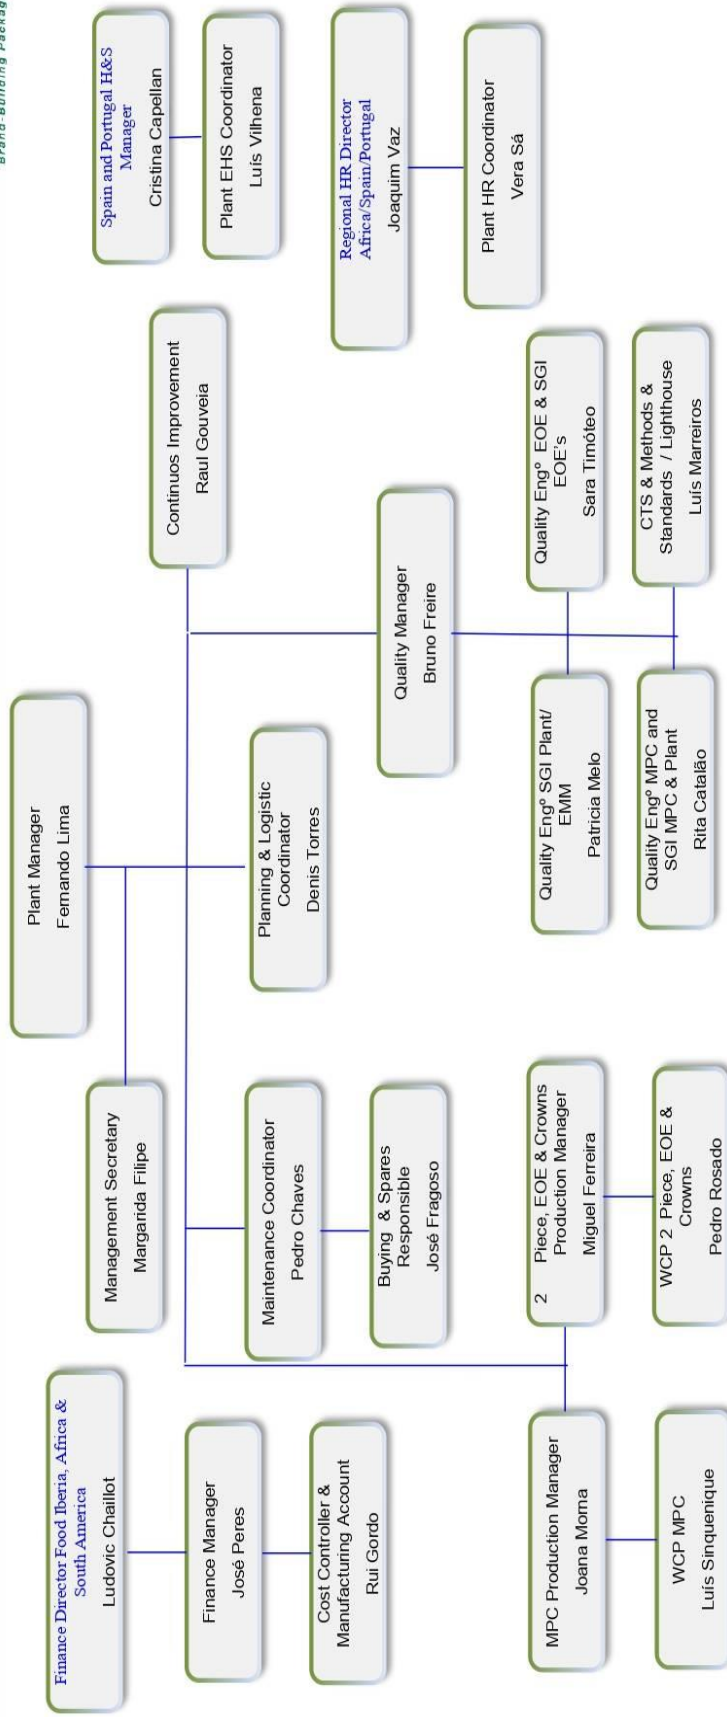 Brand-Building Packag
Plant Manager
Fernando Lima
Finance Director Food Iberia, Africa &
South America
Ludovic Chaillot
Management Secretary
Margarida Filipe
Spain and Portugal H&S
Manager
Cristina Capellan
Continuos Improvement
Raul Gouveia
Plant EHS Coordinator
Luís Vilhena
Finance Manager
José Peres
Maintenance Coordinator
Pedro Chaves
Planning & Logistic
Coordinator
Denis Torres
Regional HR Director
Africa/Spain/Portugal
Joaquim Vaz
Cost Controller &
Manufacturing Account
Rui Gordo
Buying & Spares
Responsible
José Fragoso
Quality Manager
Bruno Freire
Plant HR Coordinator
Vera Sá
MPC Production Manager
Joana Morna
2 Piece, EOE & Crowns
Production Manager
Miguel Ferreira
Quality Engº SGI Plant/
EMM
Patricia Melo
Quality Engº EOE & SGI
EOE's
Sara Timóteo
WCP MPC
Luís Sinquenique
WCP 2 Piece, EOE &
Crowns
Pedro Rosado
Quality Engº MPC and
SGI MPC & Plant
Rita Catalão
CTS & Methods &
Standards / Lighthouse
Luís Marreiros